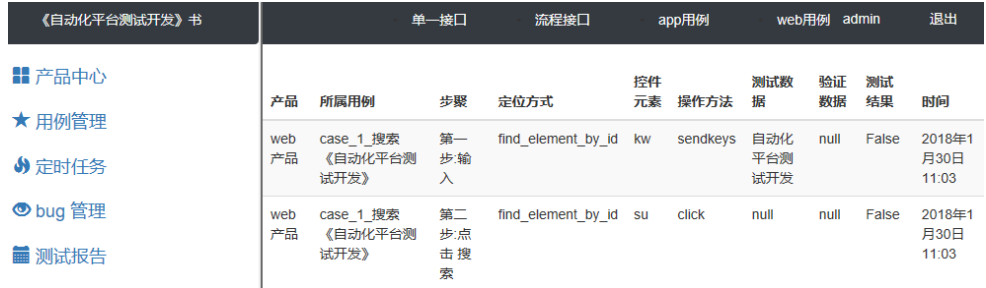 《自动化平台测试开发》书
单一接口 流程接口 app用例 web用例 admin 退出
产品中心
用例管理
定时任务
bug 管理
测试报告
控件 测试数 验证 测试
产品 所属用例 步聚 定位方式 元素 操作方法 据 数据 结果 时间
web case_1_搜索 第一 find_element_by_id kw sendkeys 自动化 null False 2018年1
产品 《自动化平台测 步:输 平台测 月30日
试开发》 入 试开发 11:03
web case_1_搜索 第二 find_element_by_id su click null null False 2018年1
产品 《自动化平台测 步:点 月30日
试开发》 击 搜 11:03
索